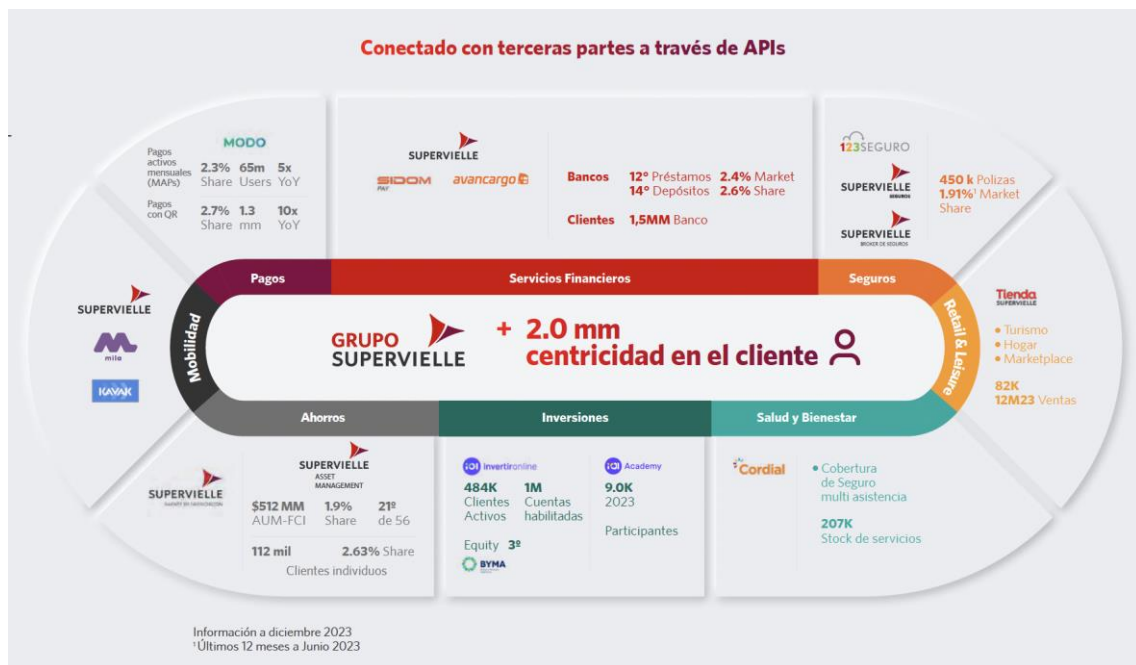 Conectado con terceras partes a través de APIs
MODO
Pagos
activos
mensuales
(MAPs)
2.3% 65m 5x
Share Users YoY
Pagos
con QR
2.7% 1.3 10x
Share mm YoY
SUPERVIELLE
SIDOM
PAY
avancargo
Bancos 12º Préstamos 2.4% Market
14º Depósitos 2.6% Share
Clientes 1,5MM Banco
123SEGURO
SUPERVIELLE
SEGUROS
SUPERVIELLE
BROKER DE SEGUROS
450 k Polizas
1.91%¹ Market
Share
Pagos
Servicios Financieros
Seguros
SUPERVIELLE
mila
KAYAK
Mobilidad
GRUPO
SUPERVIELLE
+ 2.0 mm
centricidad en el cliente
Retail & Leisure
Tienda
SUPERVIELLE
• Turismo
• Hogar
• Marketplace
82K
12M23 Ventas
Ahorros
Inversiones
Salud y Bienestar
SUPERVIELLE
SUPERVIELLE
ASSET
MANAGEMENT
$512 MM 1.9% 21º
AUM-FCI Share de 56
112 mil 2.63% Share
Clientes individuos
IOI invertironline
484K 1M
Clientes Cuentas
Activos habilitadas
Equity 3º
BYMA
IOI Academy
9.0K
2023
Participantes
Cordial
• Cobertura
de Seguro
multi asistencia
207K
Stock de servicios
Información a diciembre 2023
¹Últimos 12 meses a Junio 2023